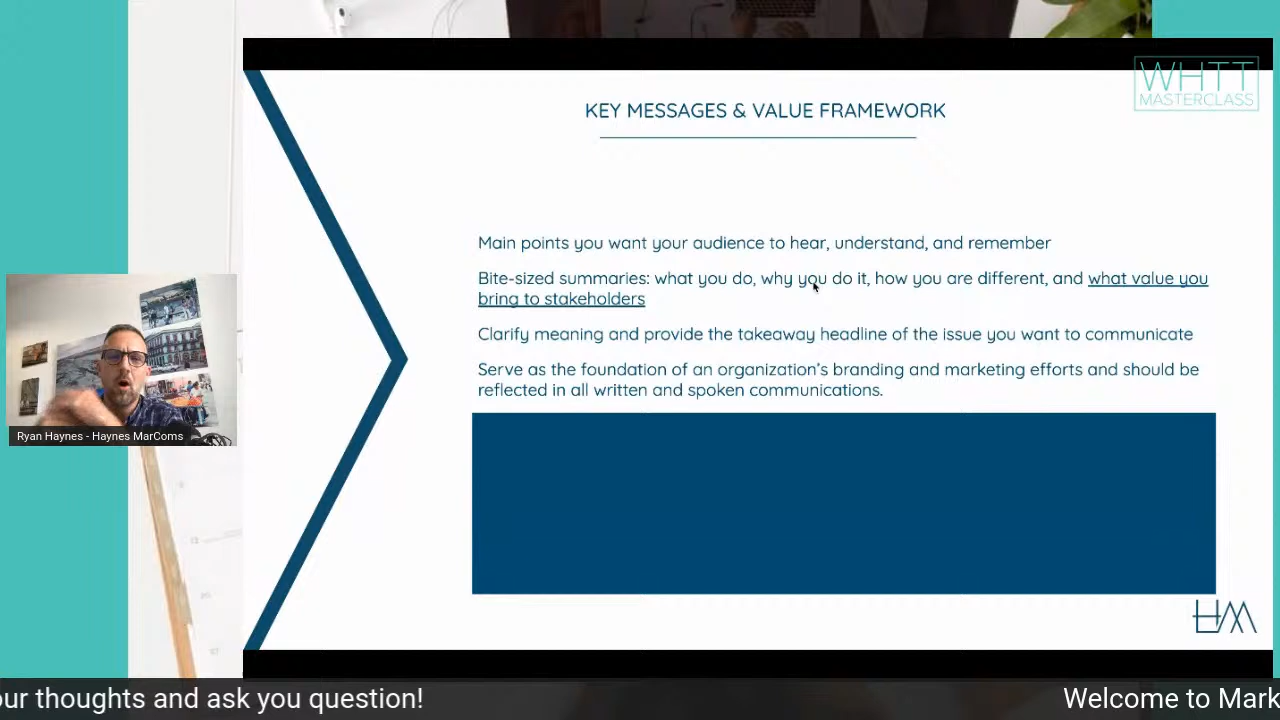 WHTT
MASTERCLASS
KEY MESSAGES & VALUE FRAMEWORK
Main points you want your audience to hear, understand, and remember
Bite-sized summaries: what you do, why you do it, how you are different, and what value you
bring to stakeholders
Clarify meaning and provide the takeaway headline of the issue you want to communicate
Serve as the foundation of an organization's branding and marketing efforts and should be
reflected in all written and spoken communications.
Ryan Haynes - Haynes MarComs
HM
our thoughts and ask you question!
Welcome to Mark